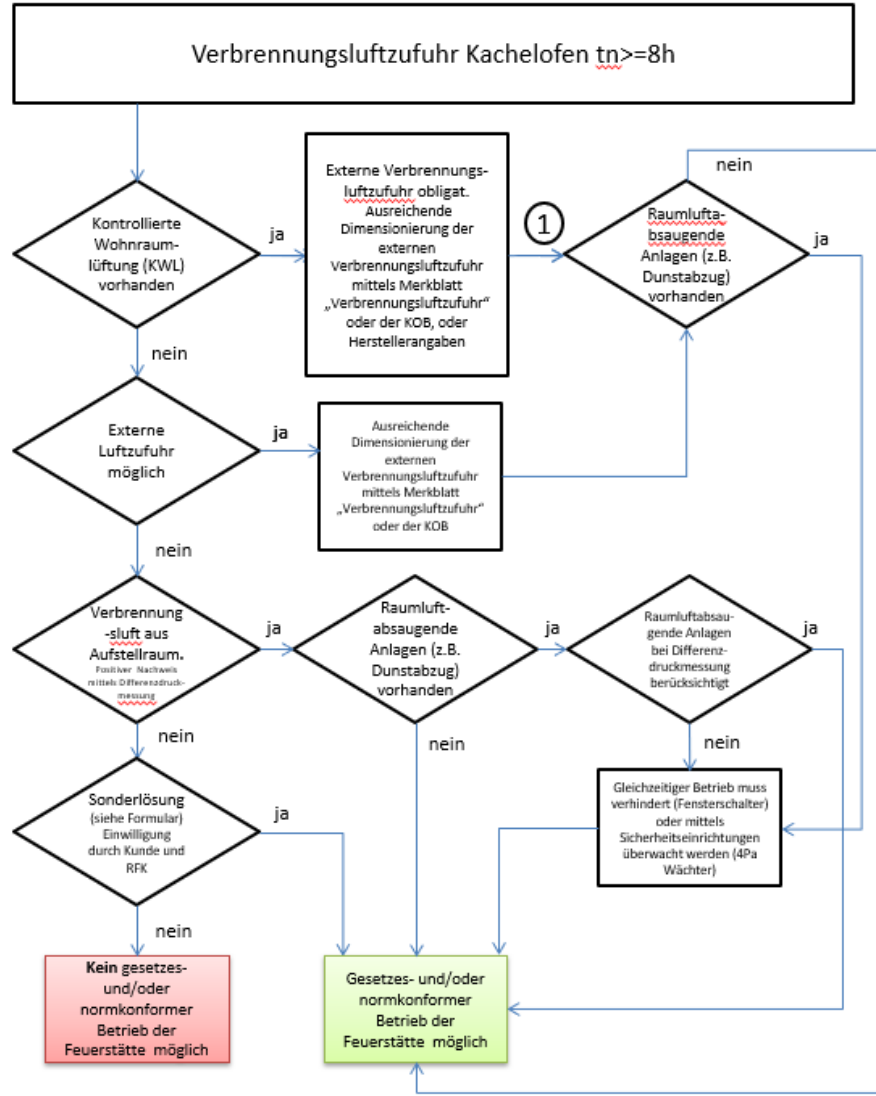 Verbrennungsluftzufuhr Kachelofen tn>=8h
Kontrollierte
Wohnraum-
lüftung (KWL)
vorhanden
ja
Externe Verbrennungs-
luftzufuhr obligat.
Ausreichende
Dimensionierung der
externen
Verbrennungsluftzufuhr
mittels Merkblatt
„Verbrennungsluftzufuhr“
oder der KOB, oder
Herstellerangaben
1
nein
Raumlufta-
bsaugende
Anlagen (z.B.
Dunstabzug)
vorhanden
ja
nein
Externe
Luftzufuhr
möglich
ja
Ausreichende
Dimensionierung der
externen
Verbrennungsluftzufuhr
mittels Merkblatt
„Verbrennungsluftzufuhr“
oder der KOB
nein
Verbrennung
-sluft aus
Aufstellraum.
Positiver Nachweis
mittels Differenzdruck-
messung
ja
Raumluft-
absaugende
Anlagen (z.B.
Dunstabzug)
vorhanden
ja
Raumluftabsau-
gende Anlagen
bei Differenz-
druckmessung
berücksichtigt
ja
nein
nein
nein
Sonderlösung
(siehe Formular)
Einwilligung
durch Kunde und
RFK
ja
Gleichzeitiger Betrieb muss
verhindert (Fensterschalter)
oder mittels
Sicherheitseinrichtungen
überwacht werden (4Pa
Wächter)
nein
Kein gesetzes-
und/oder
normkonformer
Betrieb der
Feuerstätte möglich
Gesetzes- und/oder
normkonformer
Betrieb der
Feuerstätte möglich